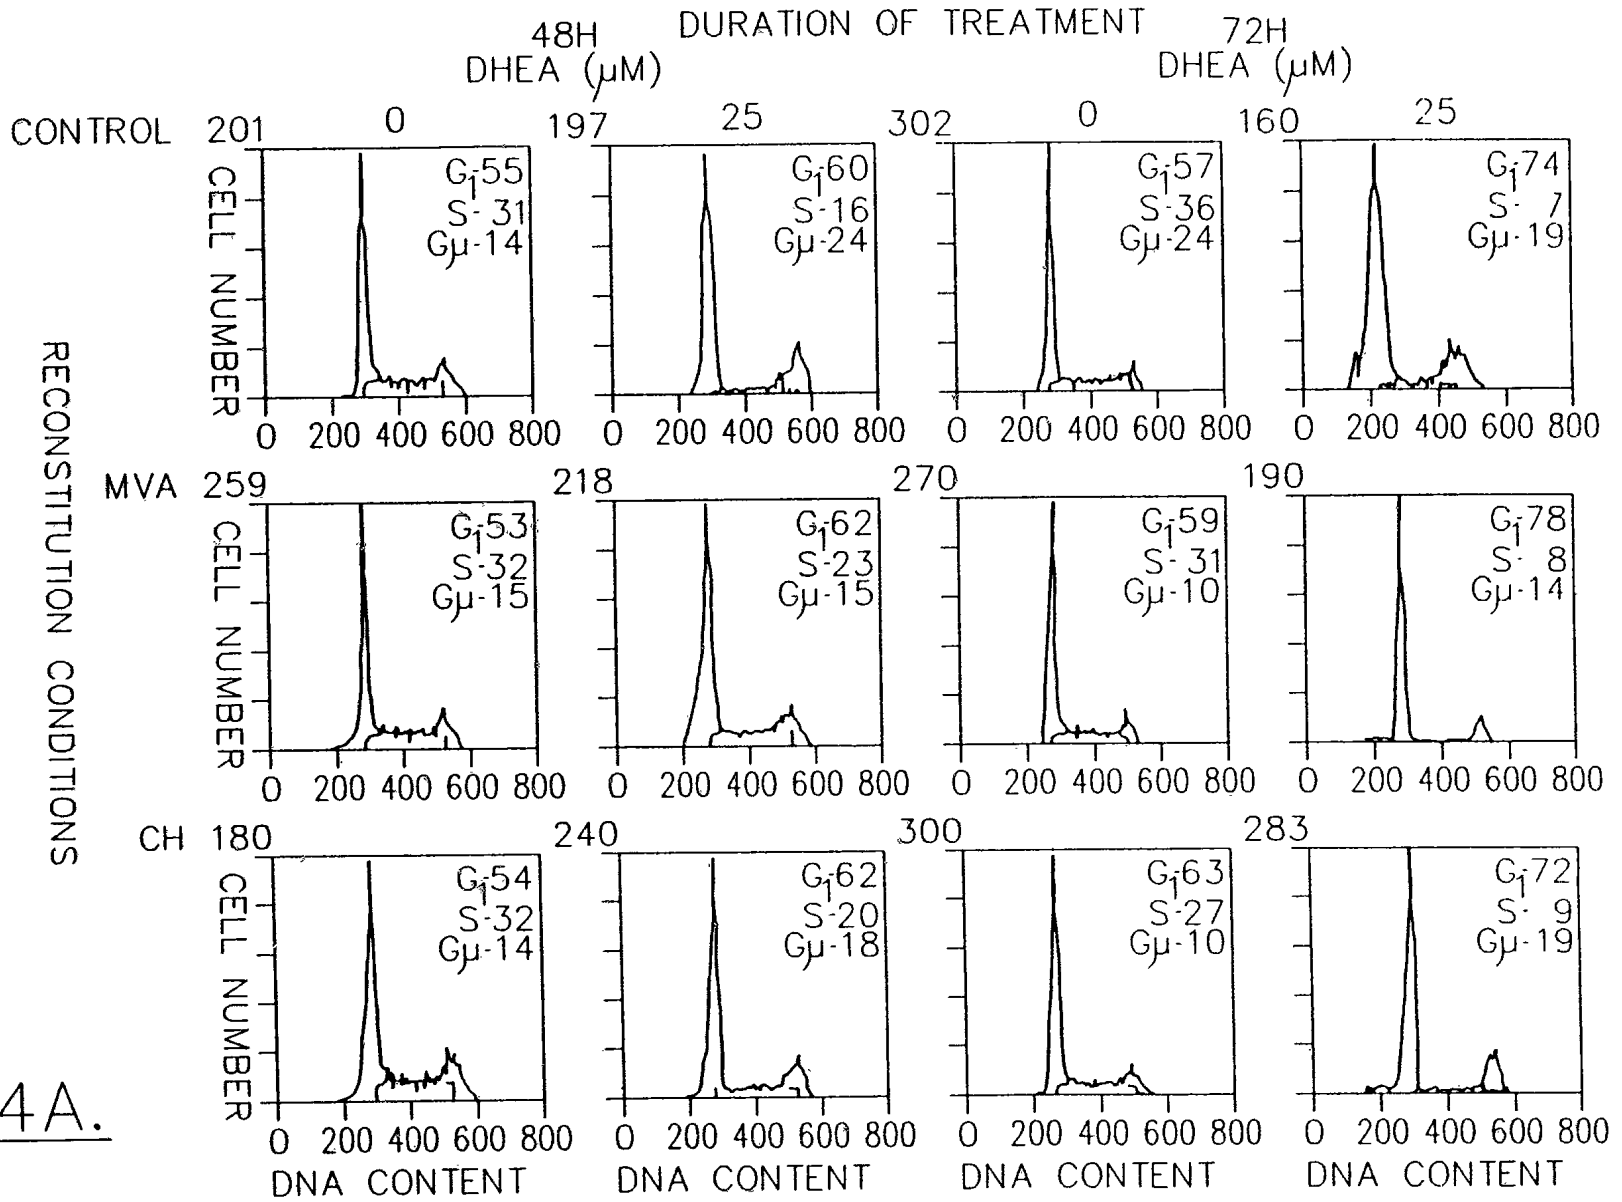 DURATION OF TREATMENT
48H 72H
DHEA (µM) DHEA (µM)
0 25 0 25
CONTROL 201 197 302 160
CELL NUMBER
G1-55
S-31
Gµ-14
G1-60
S-16
Gµ-24
G1-57
S-36
Gµ-24
G1-74
S- 7
Gµ-19
0 200 400 600 800 0 200 400 600 800 0 200 400 600 800 0 200 400 600 800
RECONSTITUTION CONDITIONS
MVA 259 218 270 190
CELL NUMBER
G1-53
S-32
Gµ-15
G1-62
S-23
Gµ-15
G1-59
S-31
Gµ-10
G1-78
S- 8
Gµ-14
0 200 400 600 800 0 200 400 600 800 0 200 400 600 800 0 200 400 600 800
CH 180 240 300 283
CELL NUMBER
G1-54
S-32
Gµ-14
G1-62
S-20
Gµ-18
G1-63
S-27
Gµ-10
G1-72
S- 9
Gµ-19
0 200 400 600 800 0 200 400 600 800 0 200 400 600 800 0 200 400 600 800
DNA CONTENT DNA CONTENT DNA CONTENT DNA CONTENT
4A.